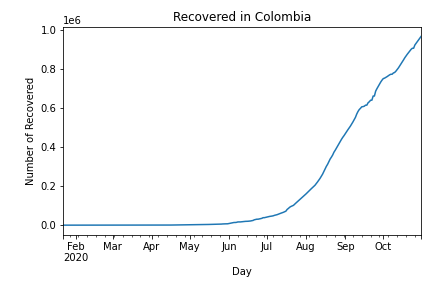 Recovered in Colombia
1e6
1.0
0.8
0.6
0.4
0.2
0.0
Number of Recovered
Feb Mar Apr May Jun Jul Aug Sep Oct
2020
Day